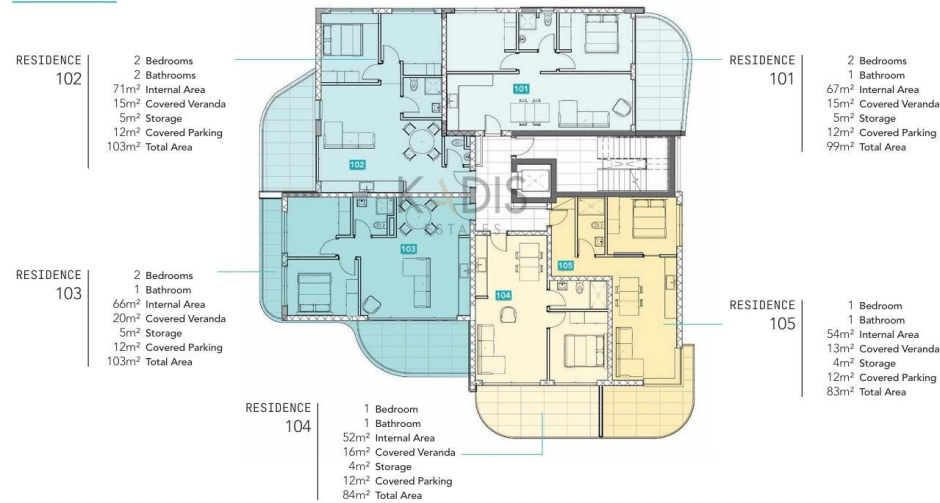 RESIDENCE
102
2 Bedrooms
2 Bathrooms
71m² Internal Area
15m² Covered Veranda
5m² Storage
12m² Covered Parking
103m² Total Area
RESIDENCE
101
2 Bedrooms
1 Bathroom
67m² Internal Area
15m² Covered Veranda
5m² Storage
12m² Covered Parking
99m² Total Area
101
102
KADIS
ESTATES
103
105
104
RESIDENCE
103
2 Bedrooms
1 Bathroom
66m² Internal Area
20m² Covered Veranda
5m² Storage
12m² Covered Parking
103m² Total Area
RESIDENCE
105
1 Bedroom
1 Bathroom
54m² Internal Area
13m² Covered Veranda
4m² Storage
12m² Covered Parking
83m² Total Area
RESIDENCE
104
1 Bedroom
1 Bathroom
52m² Internal Area
16m² Covered Veranda
4m² Storage
12m² Covered Parking
84m² Total Area